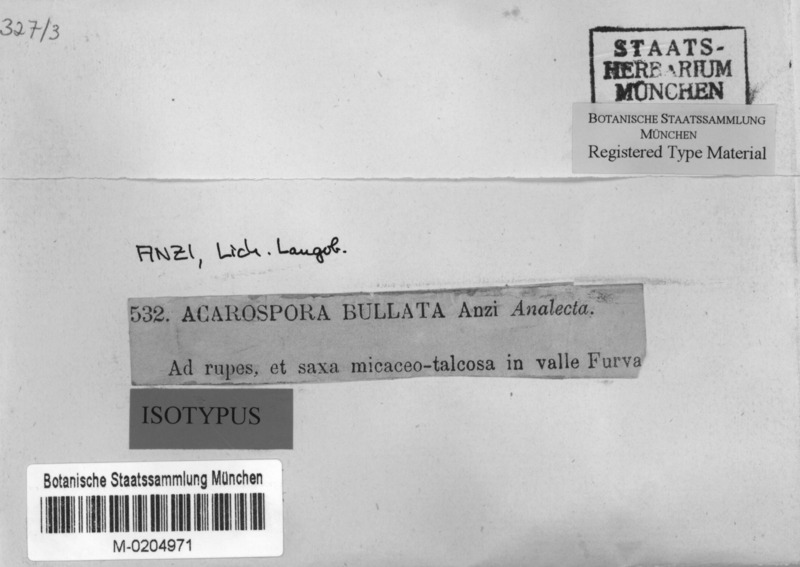 327/3
STAATS-
HERBARIUM
MÜNCHEN
BOTANISCHE STAATSSAMMLUNG
MÜNCHEN
Registered Type Material
ANZI, Lich. Langob.
532. ACAROSPORA BULLATA Anzi Analecta.
Ad rupes, et saxa micaceo-talcosa in valle Furva
ISOTYPUS
Botanische Staatssammlung München
M-0204971